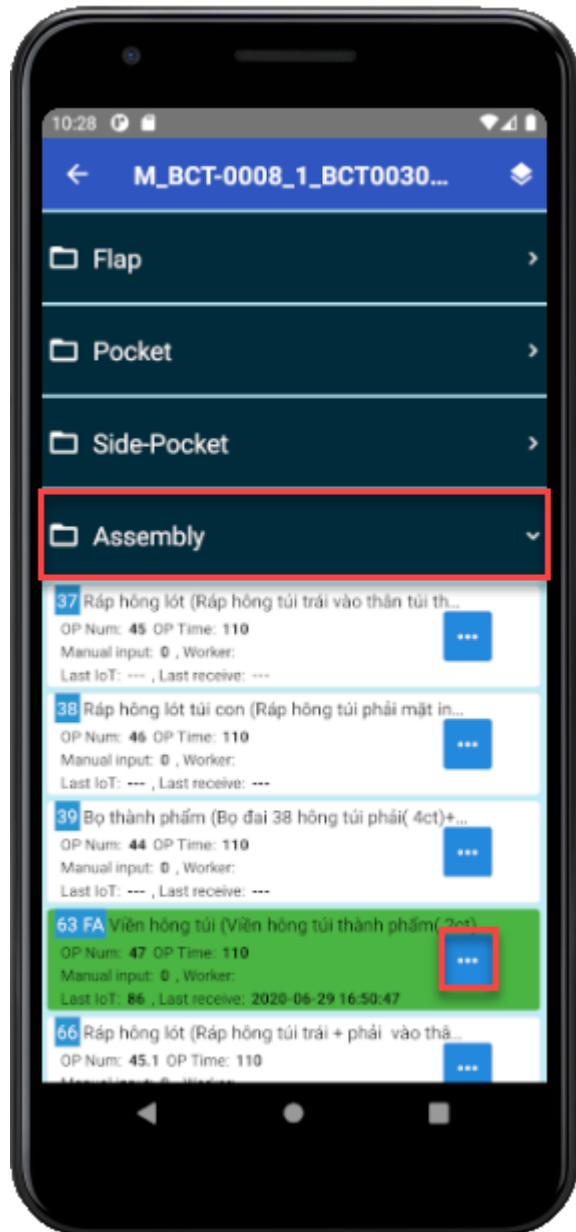 10:28
M_BCT-0008_1_BCT0030...
Flap
Pocket
Side-Pocket
Assembly
37 Ráp hông lót (Ráp hông túi trái vào thân túi th...
OP Num: 45 OP Time: 110
Manual input: 0 , Worker:
Last IoT: --- , Last receive: ---
38 Ráp hông lót túi con (Ráp hông túi phải mặt in...
OP Num: 46 OP Time: 110
Manual input: 0 , Worker:
Last IoT: --- , Last receive: ---
39 Bọ thành phẩm (Bọ đai 38 hông túi phải( 4ct)+...
OP Num: 44 OP Time: 110
Manual input: 0 , Worker:
Last IoT: --- , Last receive: ---
63 FA Viền hông túi (Viền hông túi thành phẩm( 2ct)
OP Num: 47 OP Time: 110
Manual input: 0 , Worker:
Last IoT: 86 , Last receive: 2020-06-29 16:50:47
66 Ráp hông lót (Ráp hông túi trái + phải vào thâ...
OP Num: 45.1 OP Time: 110